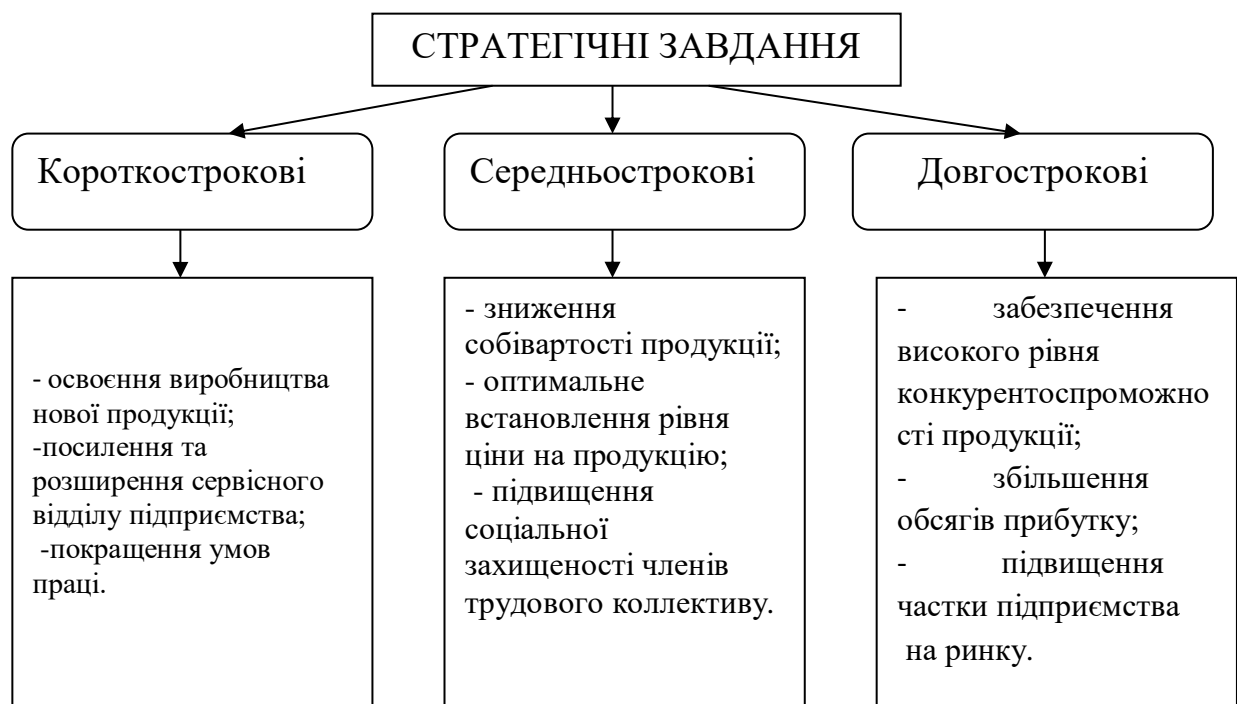 СТРАТЕГІЧНІ ЗАВДАННЯ
Короткострокові
Середньострокові
Довгострокові
- освоєння виробництва
нової продукції;
-посилення та
розширення сервісного
відділу підприємства;
-покращення умов
праці.
- зниження
собівартості продукції;
- оптимальне
встановлення рівня
ціни на продукцію;
- підвищення
соціальної
захищеності членів
трудового коллективу.
- забезпечення
високого рівня
конкурентоспроможно
сті продукції;
- збільшення
обсягів прибутку;
- підвищення
частки підприємства
на ринку.